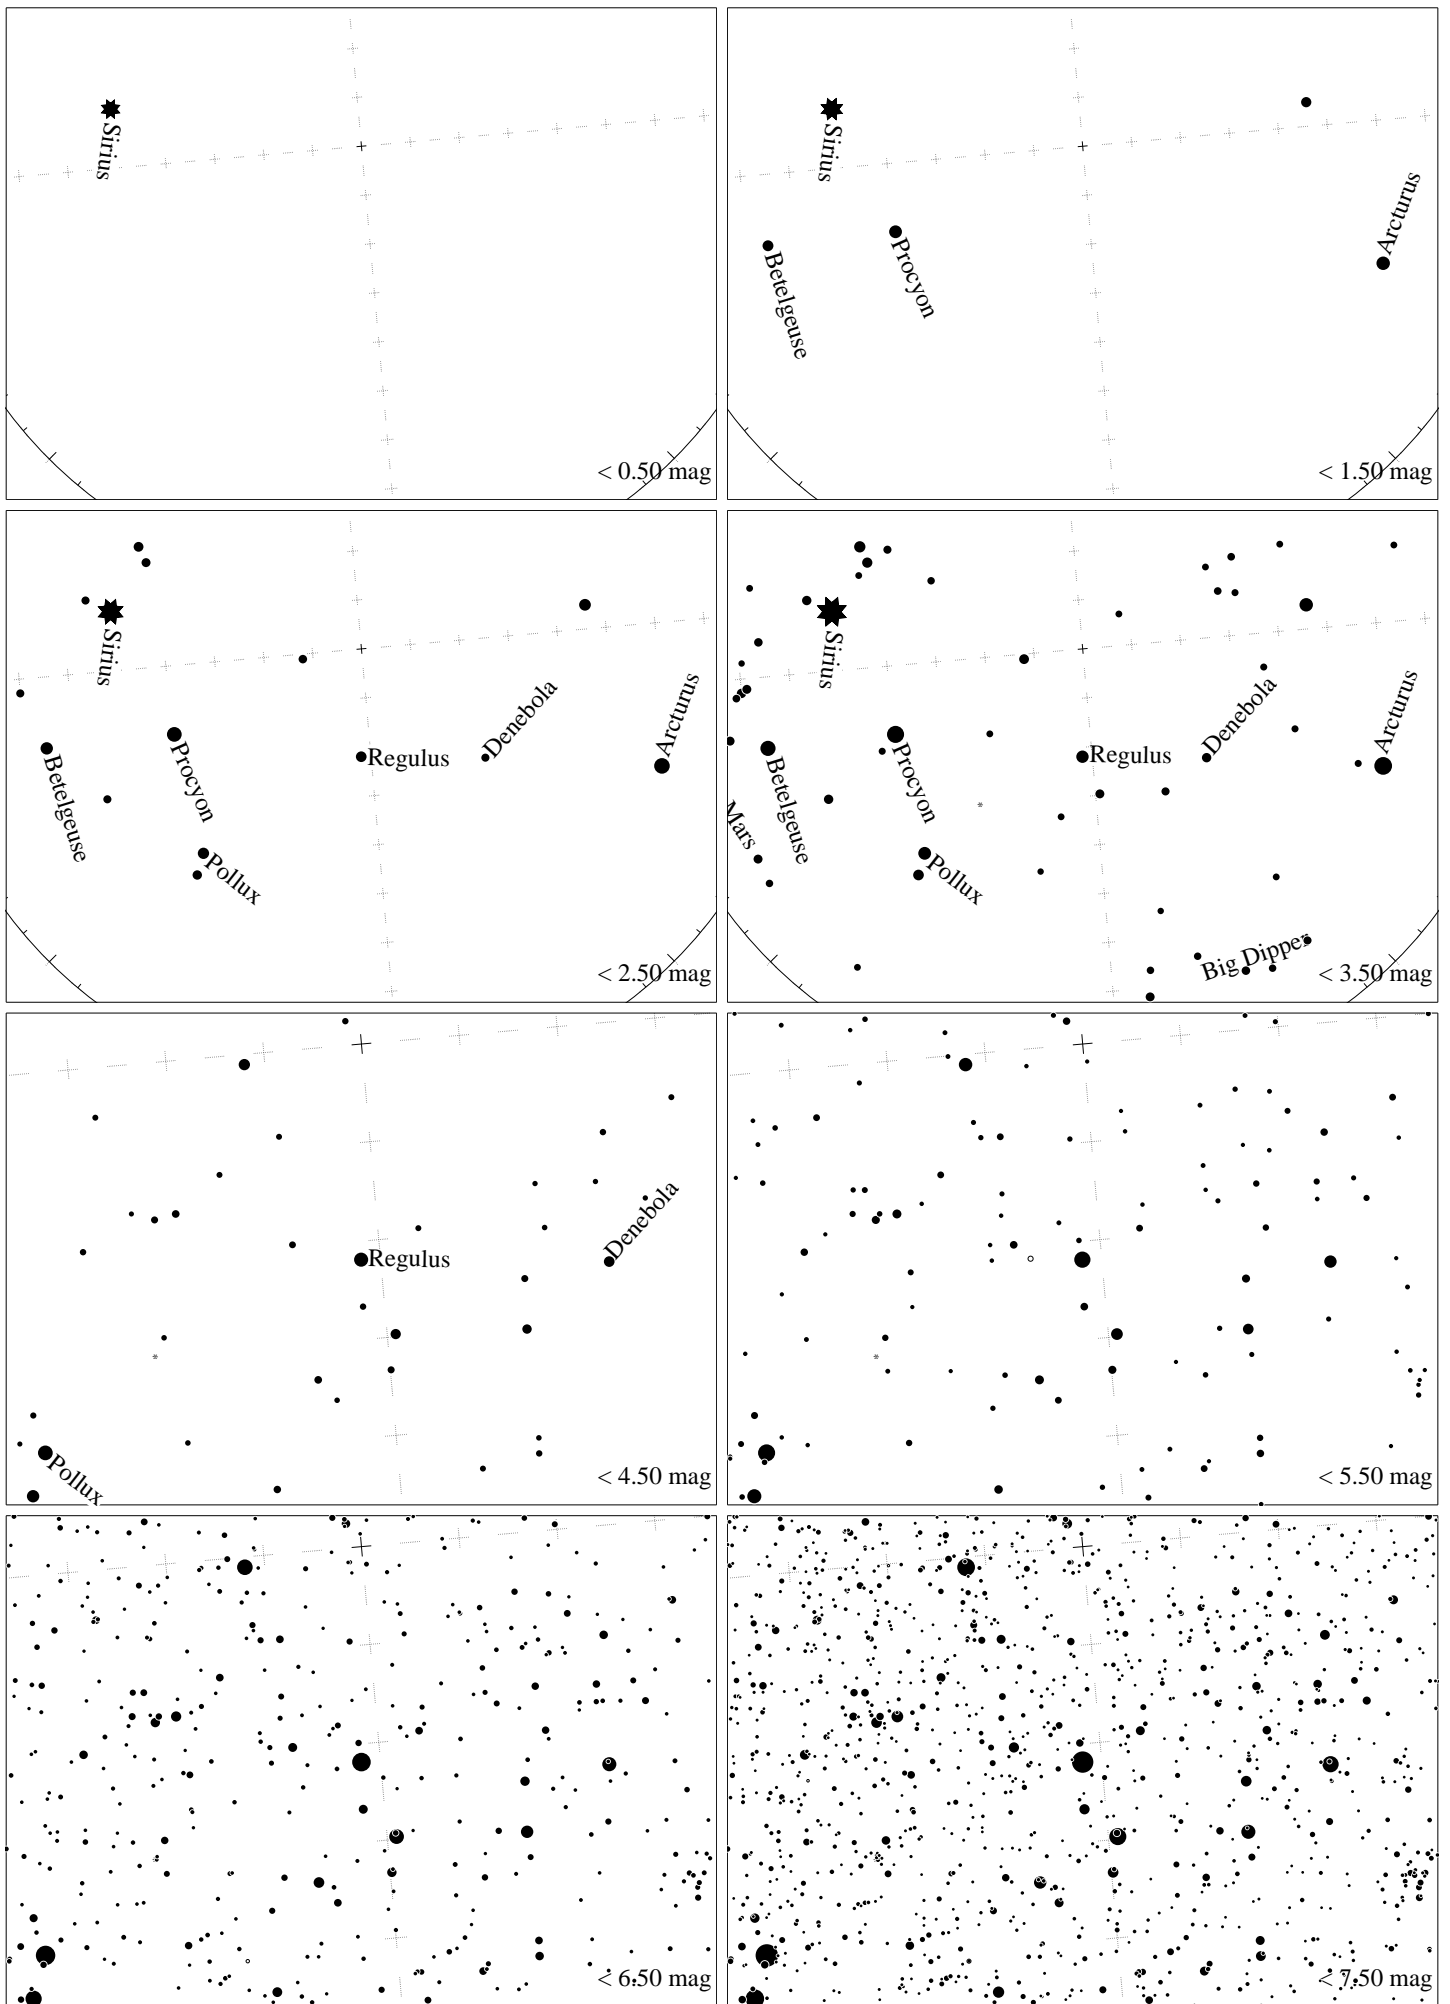 Sirius
< 0.50 mag
Sirius
Arcturus
Procyon
Betelgeuse
< 1.50 mag
Sirius
Denebola
Arcturus
Regulus
Procyon
Betelgeuse
Pollux
< 2.50 mag
Sirius
Denebola
Arcturus
Regulus
Procyon
Betelgeuse
Mars
Pollux
Big Dipper
< 3.50 mag
Denebola
Regulus
Pollux
< 4.50 mag
< 5.50 mag
< 6.50 mag
< 7.50 mag